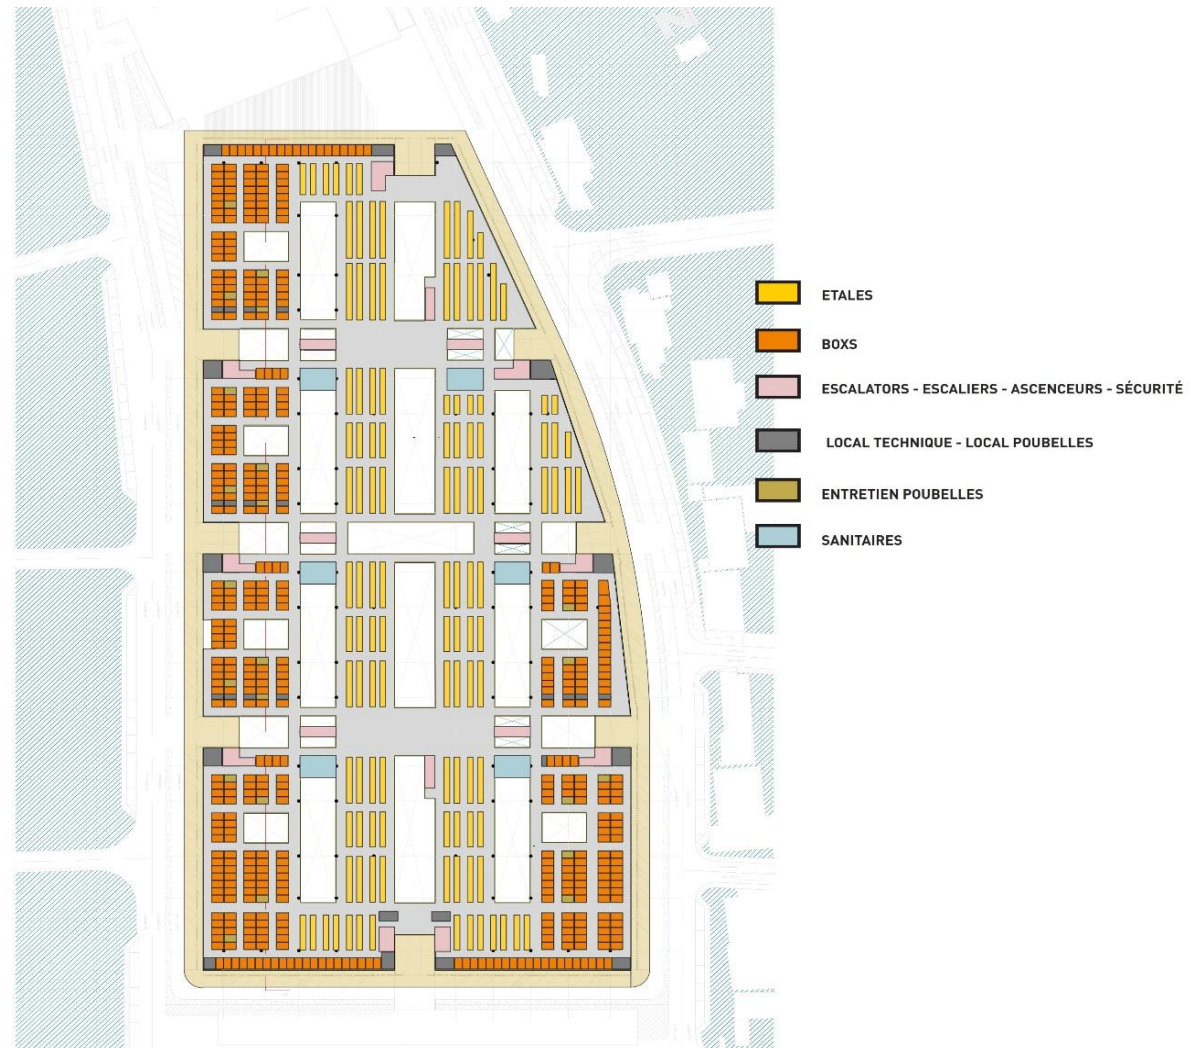 ETALES
BOXS
ESCALATORS - ESCALIERS - ASCENCEURS - SÉCURITÉ
LOCAL TECHNIQUE - LOCAL POUBELLES
ENTRETIEN POUBELLES
SANITAIRES